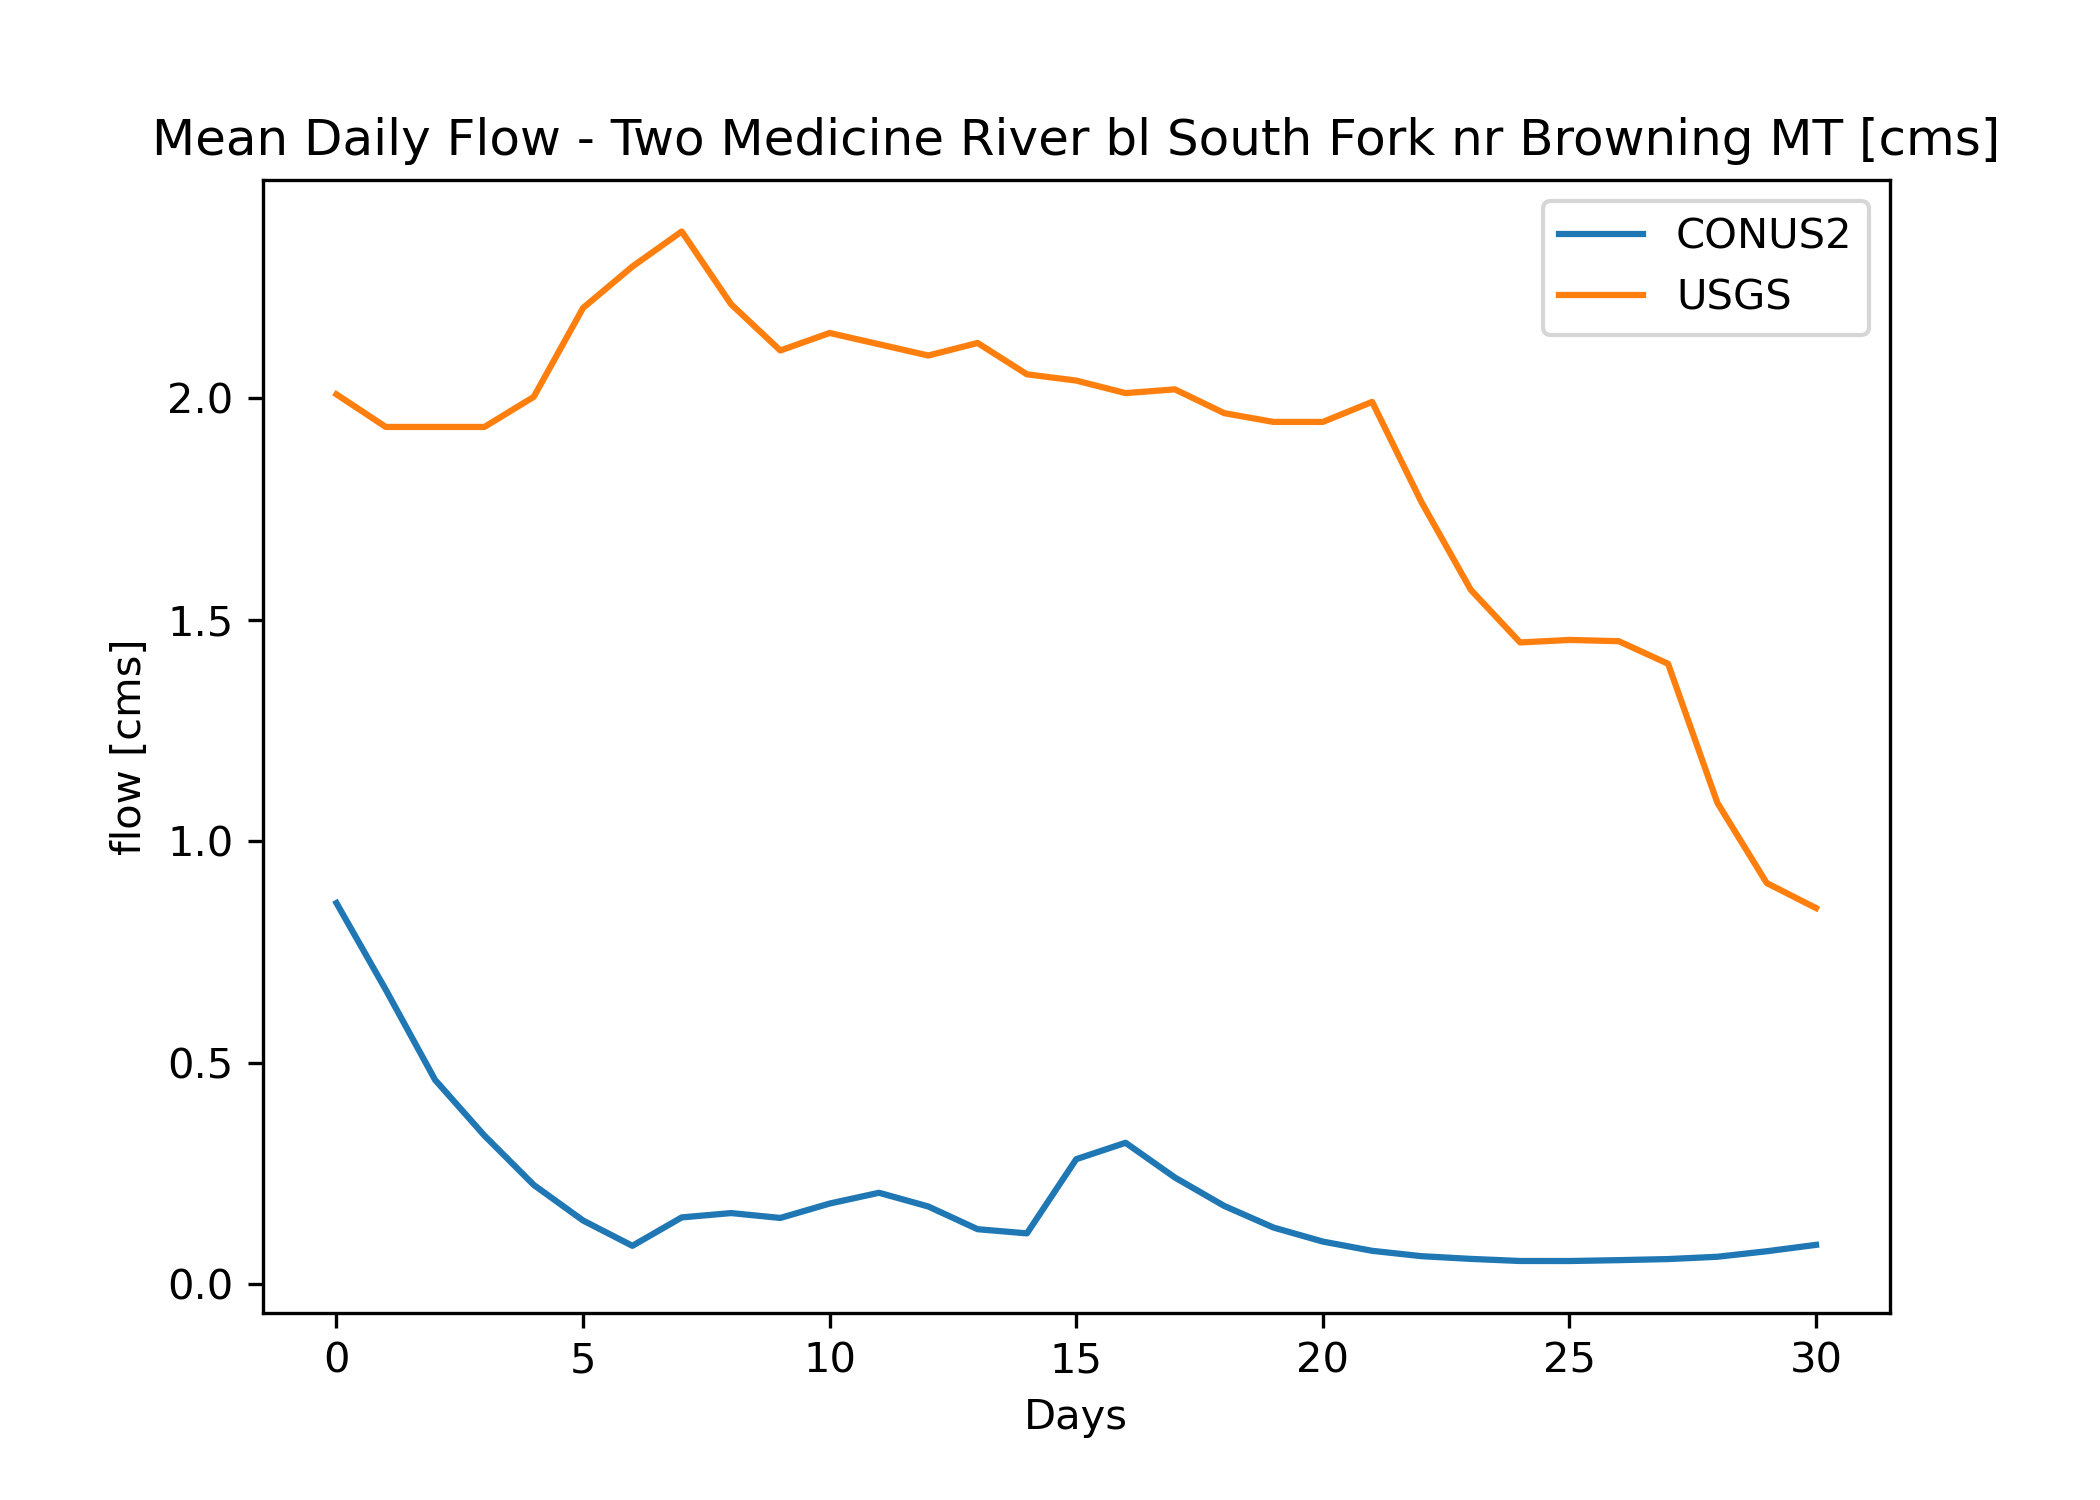 Mean Daily Flow - Two Medicine River bl South Fork nr Browning MT [cms]
CONUS2
USGS
2.0
1.5
1.0
0.5
0.0
flow [cms]
0 5 10 15 20 25 30
Days